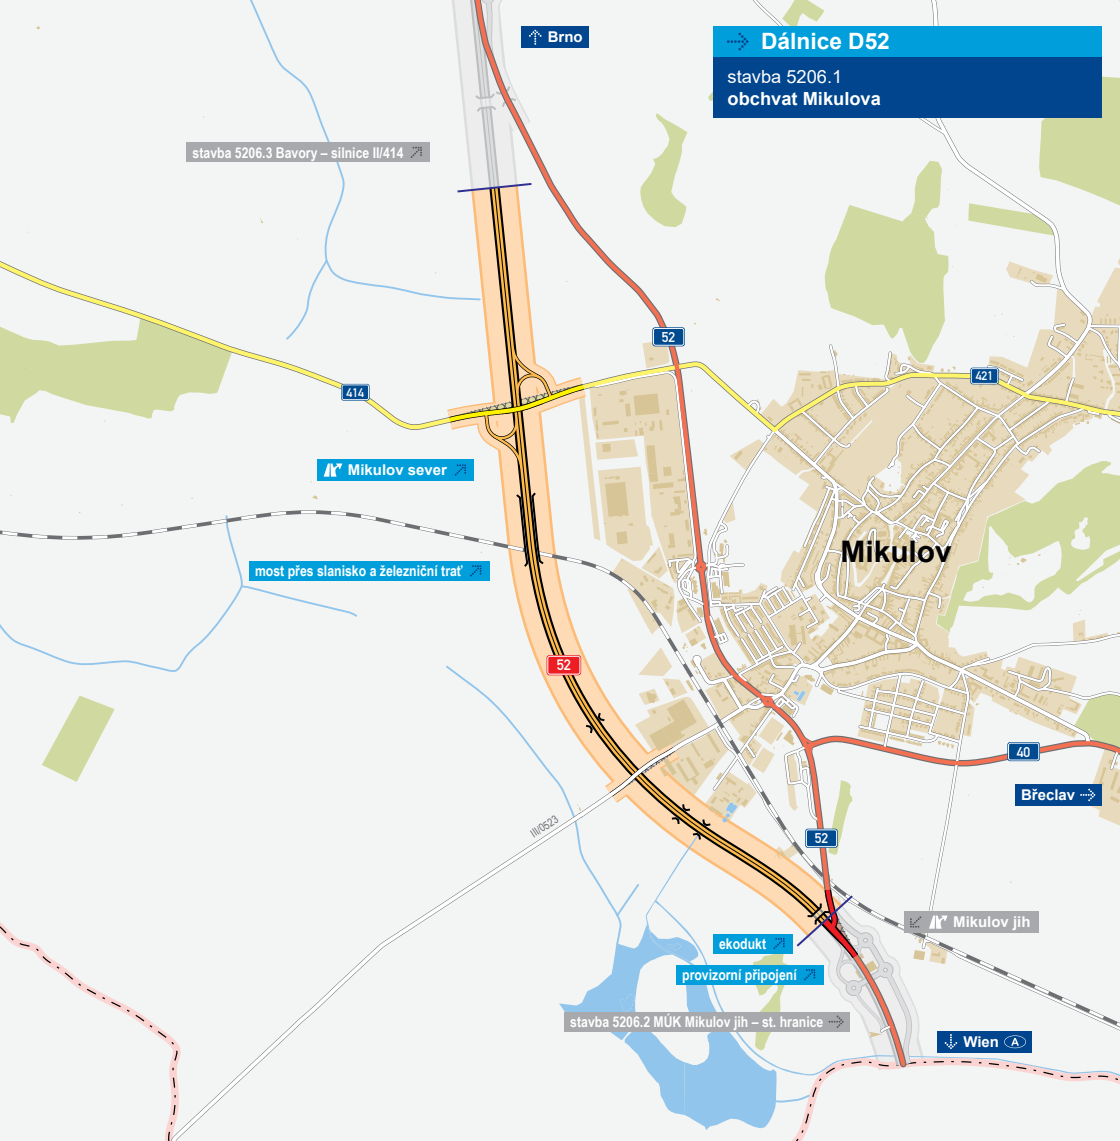 Brno
Dálnice D52
stavba 5206.1
obchvat Mikulova
stavba 5206.3 Bavory – silnice II/414
52
421
414
Mikulov sever
Mikulov
most přes slanisko a železniční trať
52
40
Břeclav
III/0523
52
Mikulov jih
ekodukt
provizorní připojení
stavba 5206.2 MÚK Mikulov jih – st. hranice
Wien A